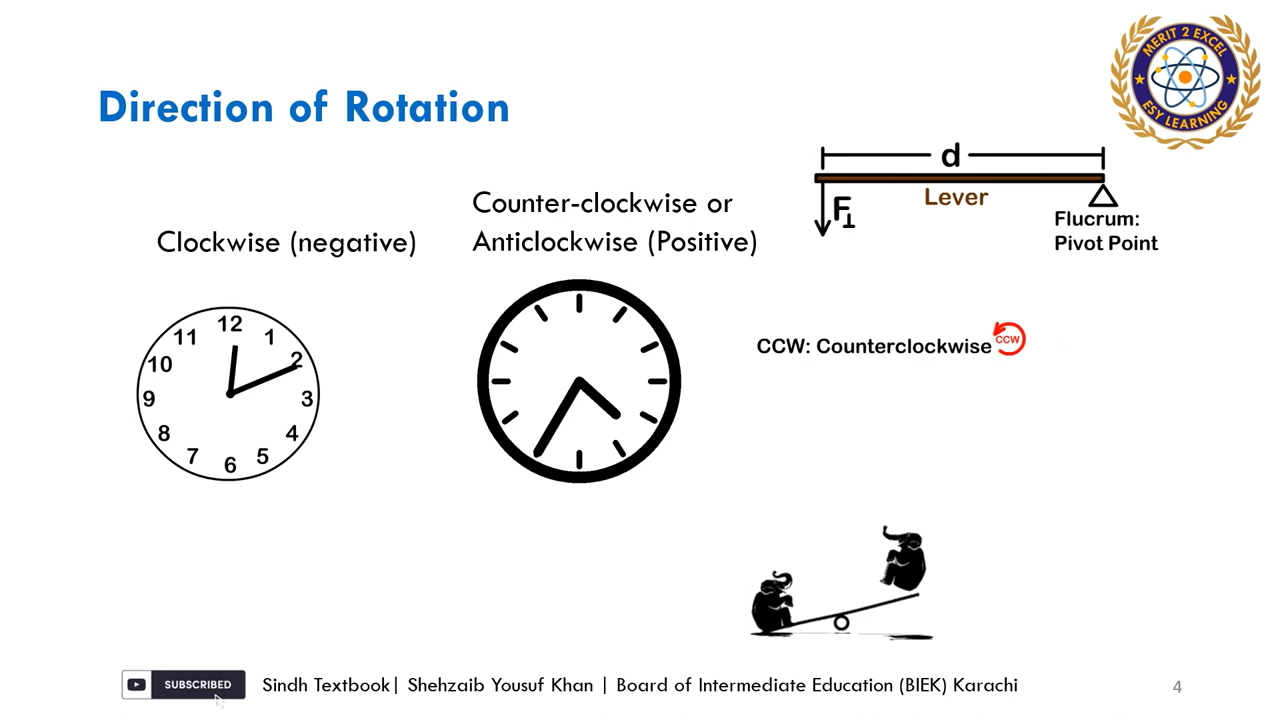 MERIT 2 EXCEL
ESY LEARNING
Direction of Rotation
d
Lever
F⊥
Flucrum:
Pivot Point
Clockwise (negative)
Counter-clockwise or
Anticlockwise (Positive)
12
11
1
10
2
9
3
8
4
7
5
6
CCW: Counterclockwise
CCW
SUBSCRIBED
Sindh Textbook| Shehzaib Yousuf Khan | Board of Intermediate Education (BIEK) Karachi
4